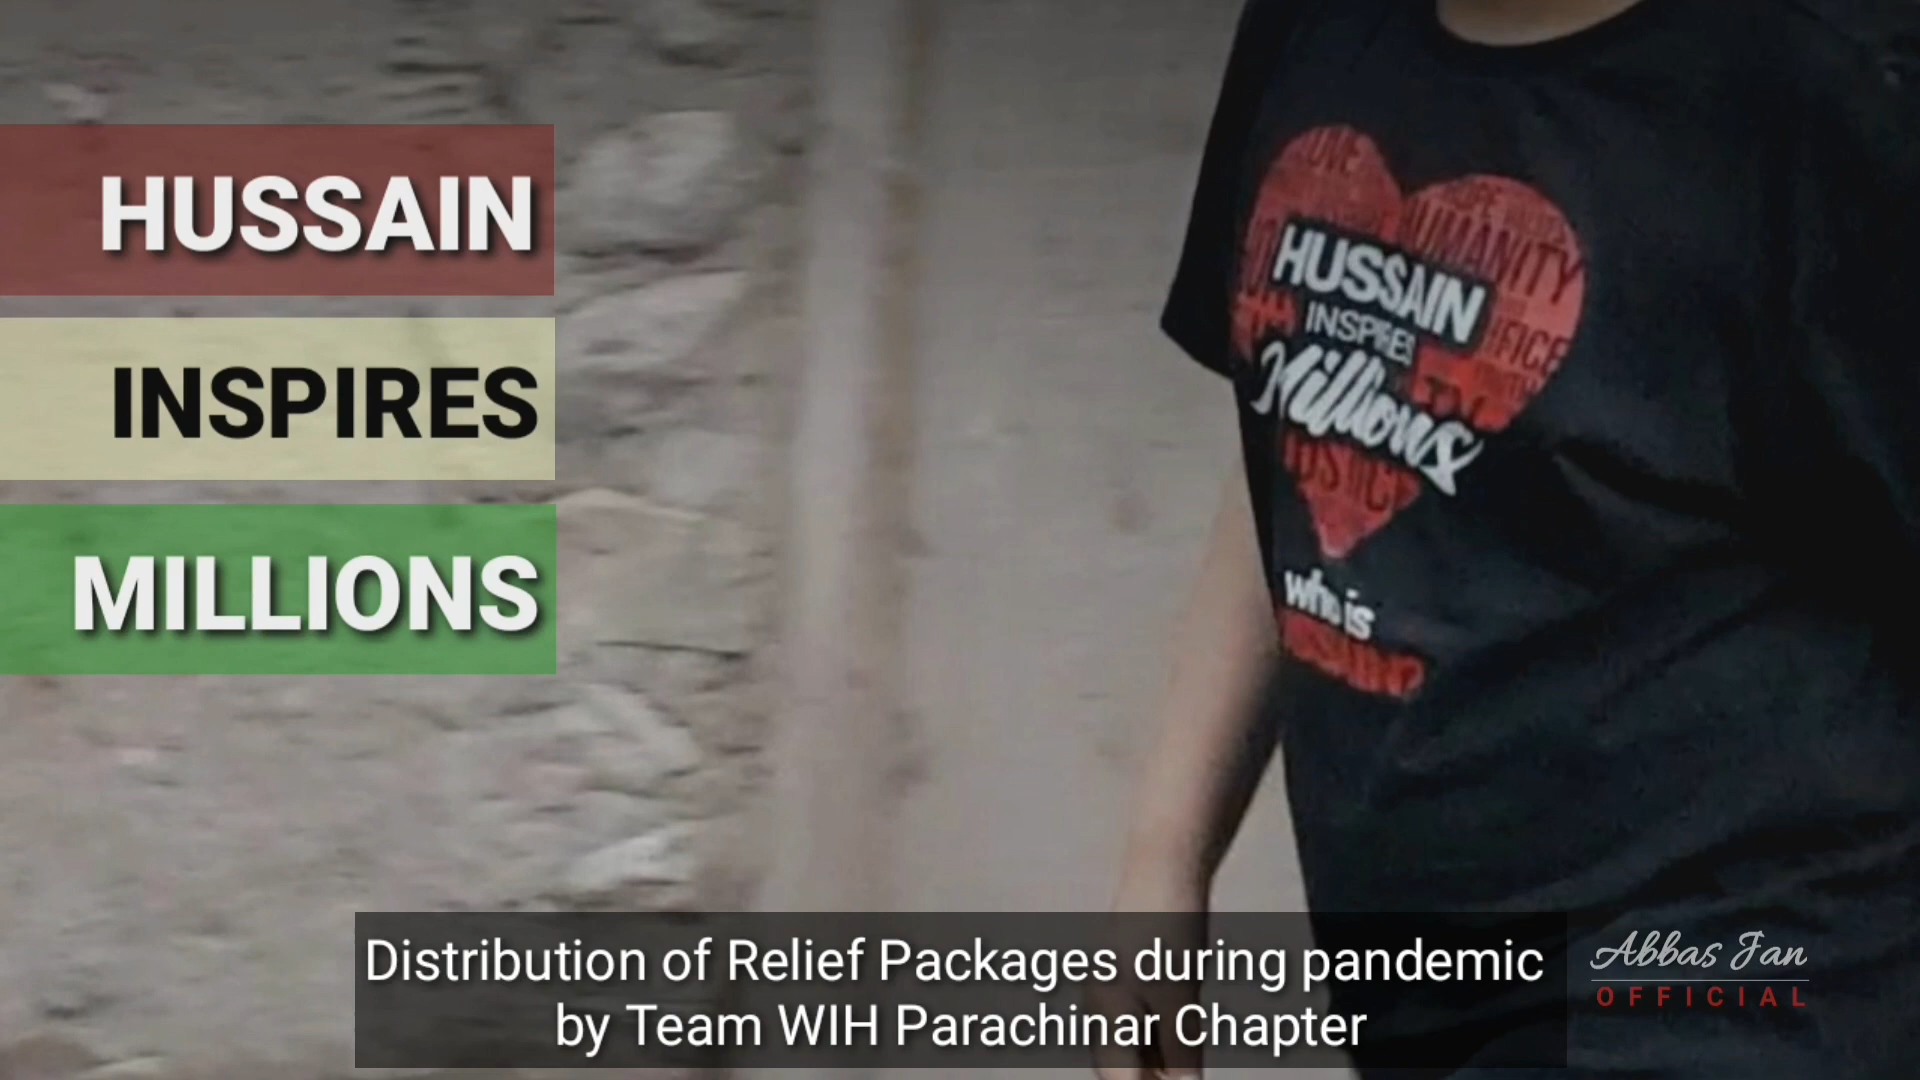 HUSSAIN
INSPIRES
MILLIONS
HUMANITY
HUSSAIN
INSPIRES
Millions
who is
Distribution of Relief Packages during pandemic
by Team WIH Parachinar Chapter
Abbas Jan
OFFICIAL